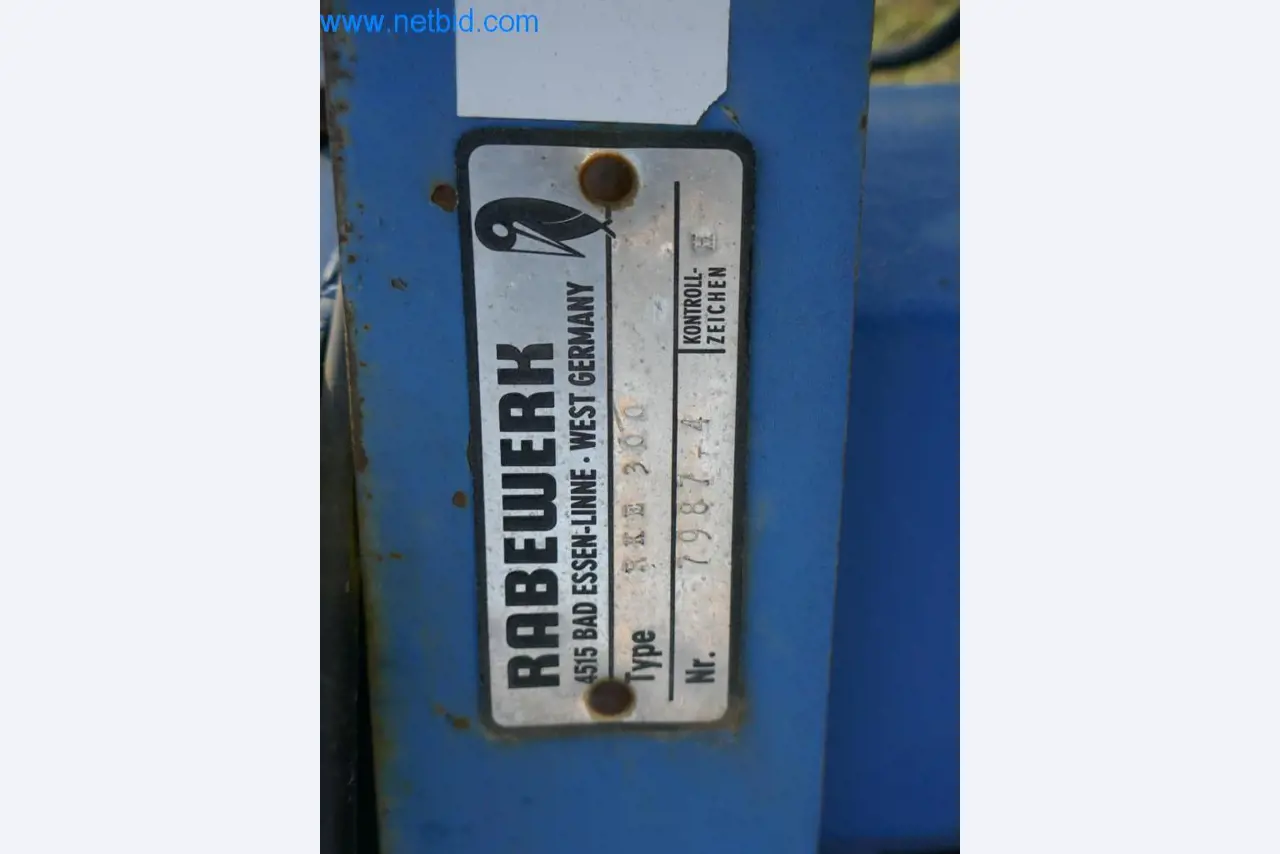 www.netbid.com
RABEWERK
4515 BAD ESSEN-LINNE · WEST GERMANY
Type RKE 300
Nr. 7987-4
KONTROLL-
ZEICHEN H